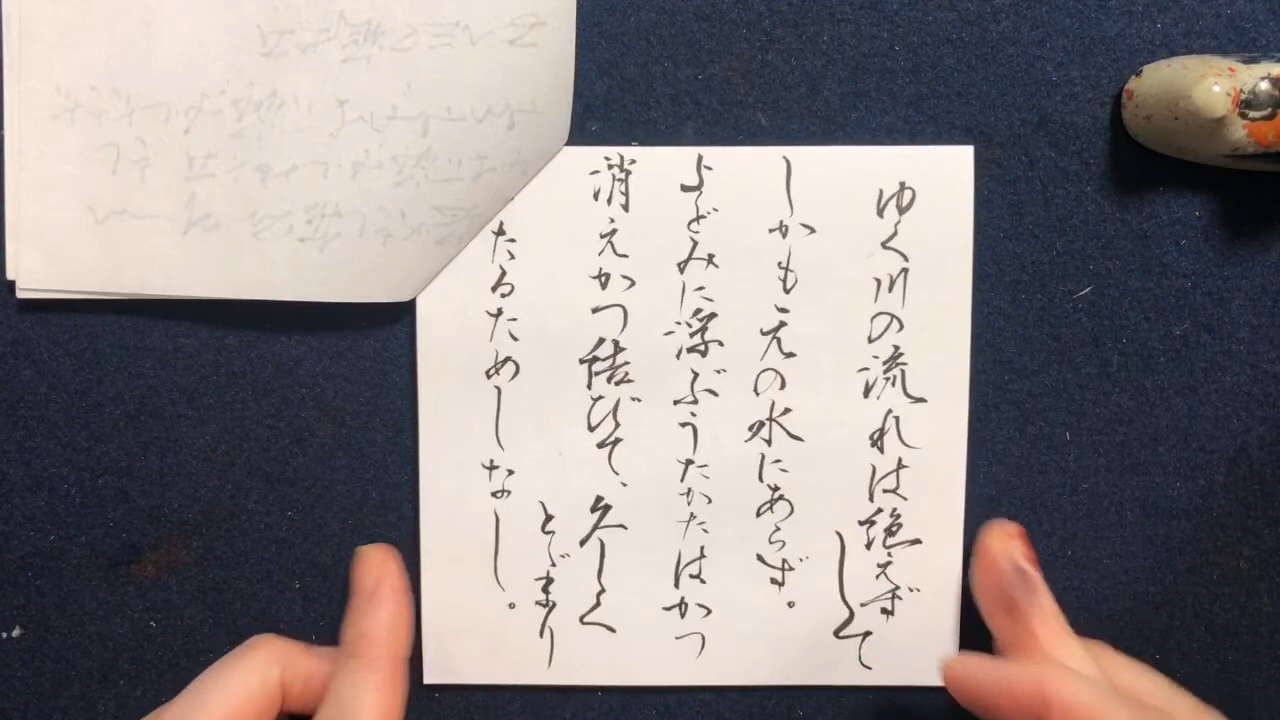 ゆく川の流れは絶えず
して
しかもええの水にあらず。
よどみに浮ぶうたかたはかつ
消えかつ結びて、久しく
とゞまり
たるためしなし。